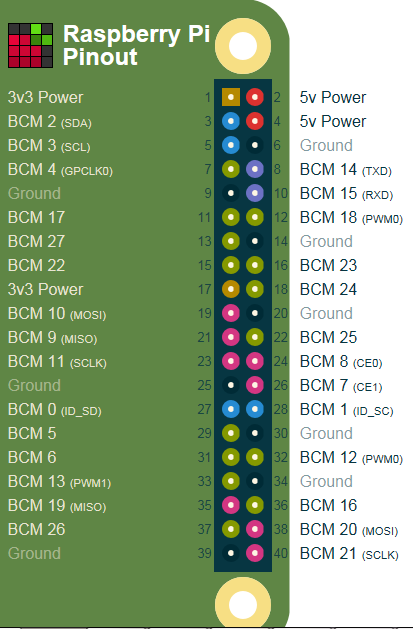 Raspberry Pi
Pinout
3v3 Power 1 2 5v Power
BCM 2 (SDA) 3 4 5v Power
BCM 3 (SCL) 5 6 Ground
BCM 4 (GPCLK0) 7 8 BCM 14 (TXD)
Ground 9 10 BCM 15 (RXD)
BCM 17 11 12 BCM 18 (PWM0)
BCM 27 13 14 Ground
BCM 22 15 16 BCM 23
3v3 Power 17 18 BCM 24
BCM 10 (MOSI) 19 20 Ground
BCM 9 (MISO) 21 22 BCM 25
BCM 11 (SCLK) 23 24 BCM 8 (CE0)
Ground 25 26 BCM 7 (CE1)
BCM 0 (ID_SD) 27 28 BCM 1 (ID_SC)
BCM 5 29 30 Ground
BCM 6 31 32 BCM 12 (PWM0)
BCM 13 (PWM1) 33 34 Ground
BCM 19 (MISO) 35 36 BCM 16
BCM 26 37 38 BCM 20 (MOSI)
Ground 39 40 BCM 21 (SCLK)